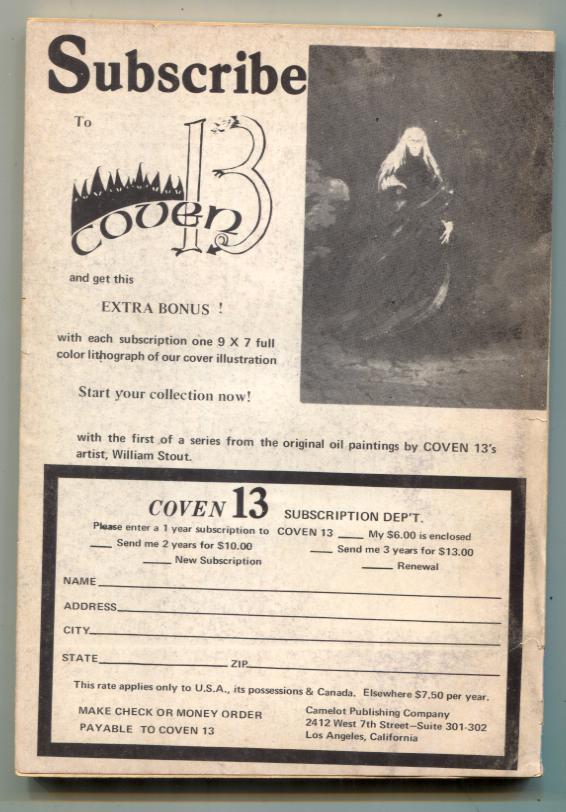 Subscribe
To
COVEN 13
and get this
EXTRA BONUS !
with each subscription one 9 X 7 full
color lithograph of our cover illustration
Start your collection now!
with the first of a series from the original oil paintings by COVEN 13's
artist, William Stout.
COVEN 13 SUBSCRIPTION DEP'T.
Please enter a 1 year subscription to COVEN 13 ___ My $6.00 is enclosed
___ Send me 2 years for $10.00 ___ Send me 3 years for $13.00
___ New Subscription ___ Renewal
NAME
ADDRESS
CITY
STATE ZIP
This rate applies only to U.S.A., its possessions & Canada. Elsewhere $7.50 per year.
MAKE CHECK OR MONEY ORDER
PAYABLE TO COVEN 13
Camelot Publishing Company
2412 West 7th Street—Suite 301-302
Los Angeles, California